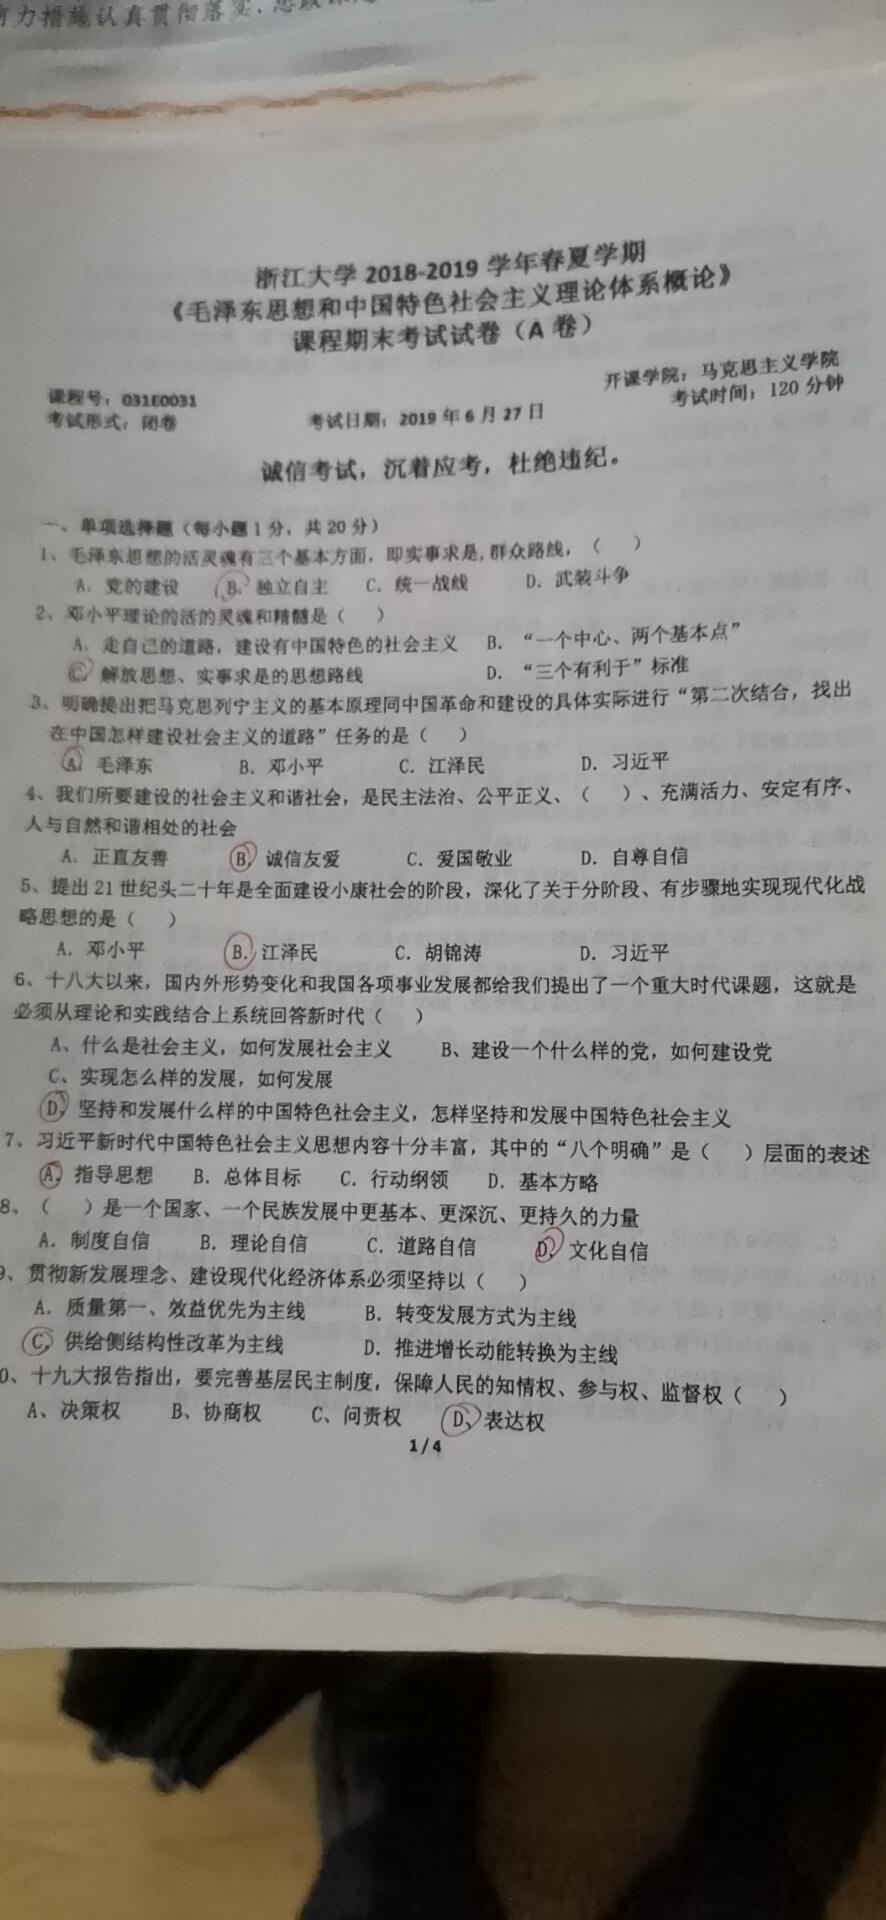 有力措施认真贯彻落实、思政课
浙江大学 2018-2019 学年春夏学期
《毛泽东思想和中国特色社会主义理论体系概论》
课程期末考试试卷（A 卷）
课程号：031E0031
开课学院：马克思主义学院
考试形式：闭卷
考试日期：2019 年 6 月 27 日
考试时间：120 分钟
诚信考试，沉着应考，杜绝违纪。
一、单项选择题（每小题 1 分，共 20 分）
1、毛泽东思想的活灵魂有三个基本方面，即实事求是,群众路线，（ ）
A．党的建设 B．独立自主 C．统一战线 D．武装斗争
2、邓小平理论的活的灵魂和精髓是（ ）
A．走自己的道路，建设有中国特色的社会主义 B．“一个中心、两个基本点”
C．解放思想、实事求是的思想路线 D．“三个有利于”标准
3、明确提出把马克思列宁主义的基本原理同中国革命和建设的具体实际进行“第二次结合，找出
在中国怎样建设社会主义的道路”任务的是（ ）
A．毛泽东 B．邓小平 C．江泽民 D．习近平
4、我们所要建设的社会主义和谐社会，是民主法治、公平正义、（ ）、充满活力、安定有序、
人与自然和谐相处的社会
A．正直友善 B．诚信友爱 C．爱国敬业 D．自尊自信
5、提出 21 世纪头二十年是全面建设小康社会的阶段，深化了关于分阶段、有步骤地实现现代化战
略思想的是（ ）
A．邓小平 B．江泽民 C．胡锦涛 D．习近平
6、十八大以来，国内外形势变化和我国各项事业发展都给我们提出了一个重大时代课题，这就是
必须从理论和实践结合上系统回答新时代（ ）
A、什么是社会主义，如何发展社会主义 B、建设一个什么样的党，如何建设党
C、实现怎么样的发展，如何发展
D、坚持和发展什么样的中国特色社会主义，怎样坚持和发展中国特色社会主义
7、习近平新时代中国特色社会主义思想内容十分丰富，其中的“八个明确”是（ ）层面的表述
A．指导思想 B．总体目标 C．行动纲领 D．基本方略
8、（ ）是一个国家、一个民族发展中更基本、更深沉、更持久的力量
A．制度自信 B．理论自信 C．道路自信 D．文化自信
9、贯彻新发展理念、建设现代化经济体系必须坚持以（ ）
A．质量第一、效益优先为主线 B．转变发展方式为主线
C．供给侧结构性改革为主线 D．推进增长动能转换为主线
0、十九大报告指出，要完善基层民主制度，保障人民的知情权、参与权、监督权（ ）
A、决策权 B、协商权 C、问责权 D、表达权
1 / 4